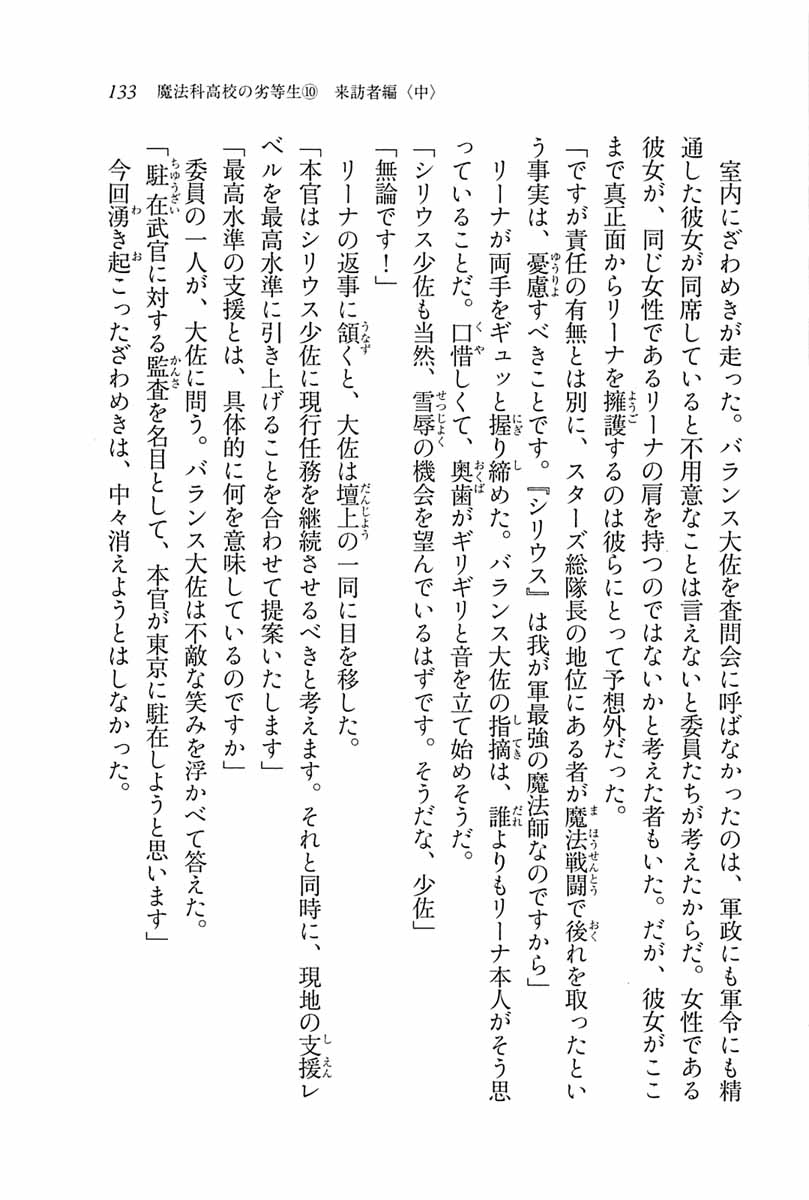 133　魔法科高校の劣等生⑩　来訪者編〈中〉
　室内にざわめきが走った。バランス大佐を査問会に呼ばなかったのは、軍政にも軍令にも精
通した彼女が同席していると不用意なことは言えないと委員たちが考えたからだ。女性である
彼女が、同じ女性であるリーナの肩を持つのではないかと考えた者もいた。だが、彼女がここ
まで真正面からリーナを擁護するのは彼らにとって予想外だった。
「ですが責任の有無とは別に、スターズ総隊長の地位にある者が魔法戦闘で後れを取ったとい
う事実は、憂慮すべきことです。『シリウス』は我が軍最強の魔法師なのですから」
　リーナが両手をギュッと握り締めた。バランス大佐の指摘は、誰よりもリーナ本人がそう思
っていることだ。口惜しくて、奥歯がギリギリと音を立て始めそうだ。
「シリウス少佐も当然、雪辱の機会を望んでいるはずです。そうだな、少佐」
「無論です！」
　リーナの返事に頷くと、大佐は壇上の一同に目を移した。
「本官はシリウス少佐に現行任務を継続させるべきと考えます。それと同時に、現地の支援レ
ベルを最高水準に引き上げることを合わせて提案いたします」
「最高水準の支援とは、具体的に何を意味しているのですか」
　委員の一人が、大佐に問う。バランス大佐は不敵な笑みを浮かべて答えた。
「駐在武官に対する監査を名目として、本官が東京に駐在しようと思います」
　今回湧き起こったざわめきは、中々消えようとはしなかった。